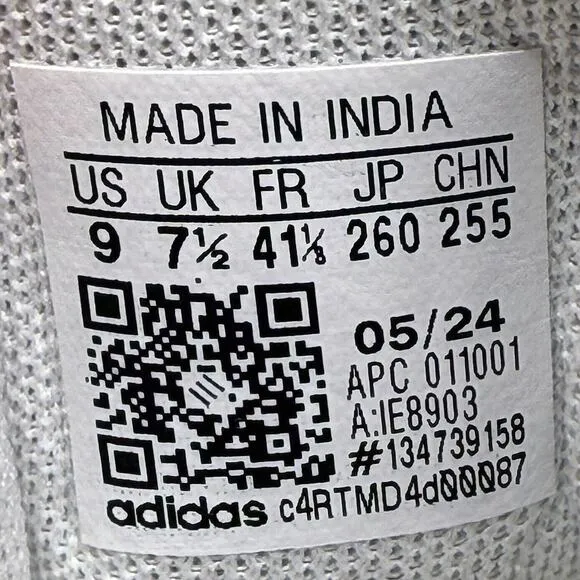 MADE IN INDIA
US UK FR JP CHN
9 7½ 41⅓ 260 255
05/24
APC 011001
A:IE8903
#134739158
adidas c4RTMD4d00087